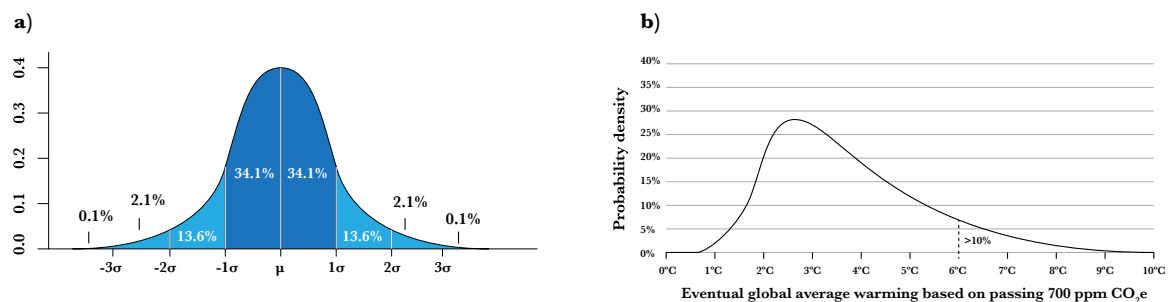 a)
0.4
0.3
0.2
0.1
0.0
0.1%
2.1%
13.6%
34.1%
34.1%
13.6%
2.1%
0.1%
-3σ
-2σ
-1σ
μ
1σ
2σ
3σ
b)
Probability density
40%
35%
30%
25%
20%
15%
10%
5%
0%
>10%
0°C
1°C
2°C
3°C
4°C
5°C
6°C
7°C
8°C
9°C
10°C
Eventual global average warming based on passing 700 ppm CO₂e